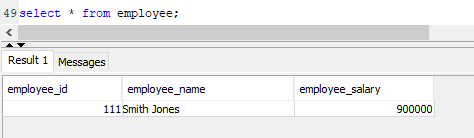 49 select * from employee;
Result 1 Messages
employee_id employee_name employee_salary
111 Smith Jones 900000